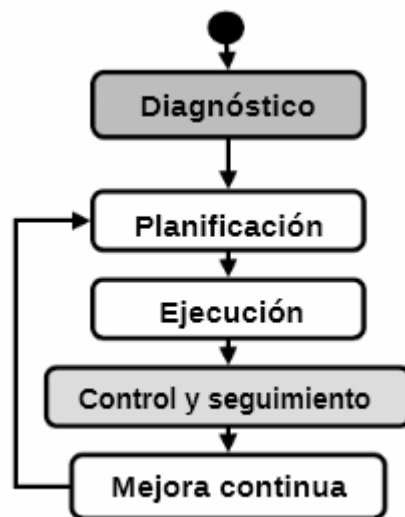 Diagnóstico
Planificación
Ejecución
Control y seguimiento
Mejora continua